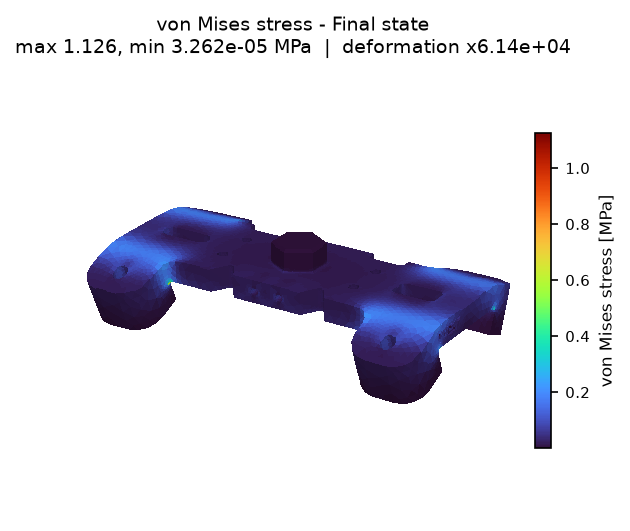 von Mises stress - Final state
max 1.126, min 3.262e-05 MPa | deformation x6.14e+04
1.0
0.8
0.6
0.4
0.2
von Mises stress [MPa]